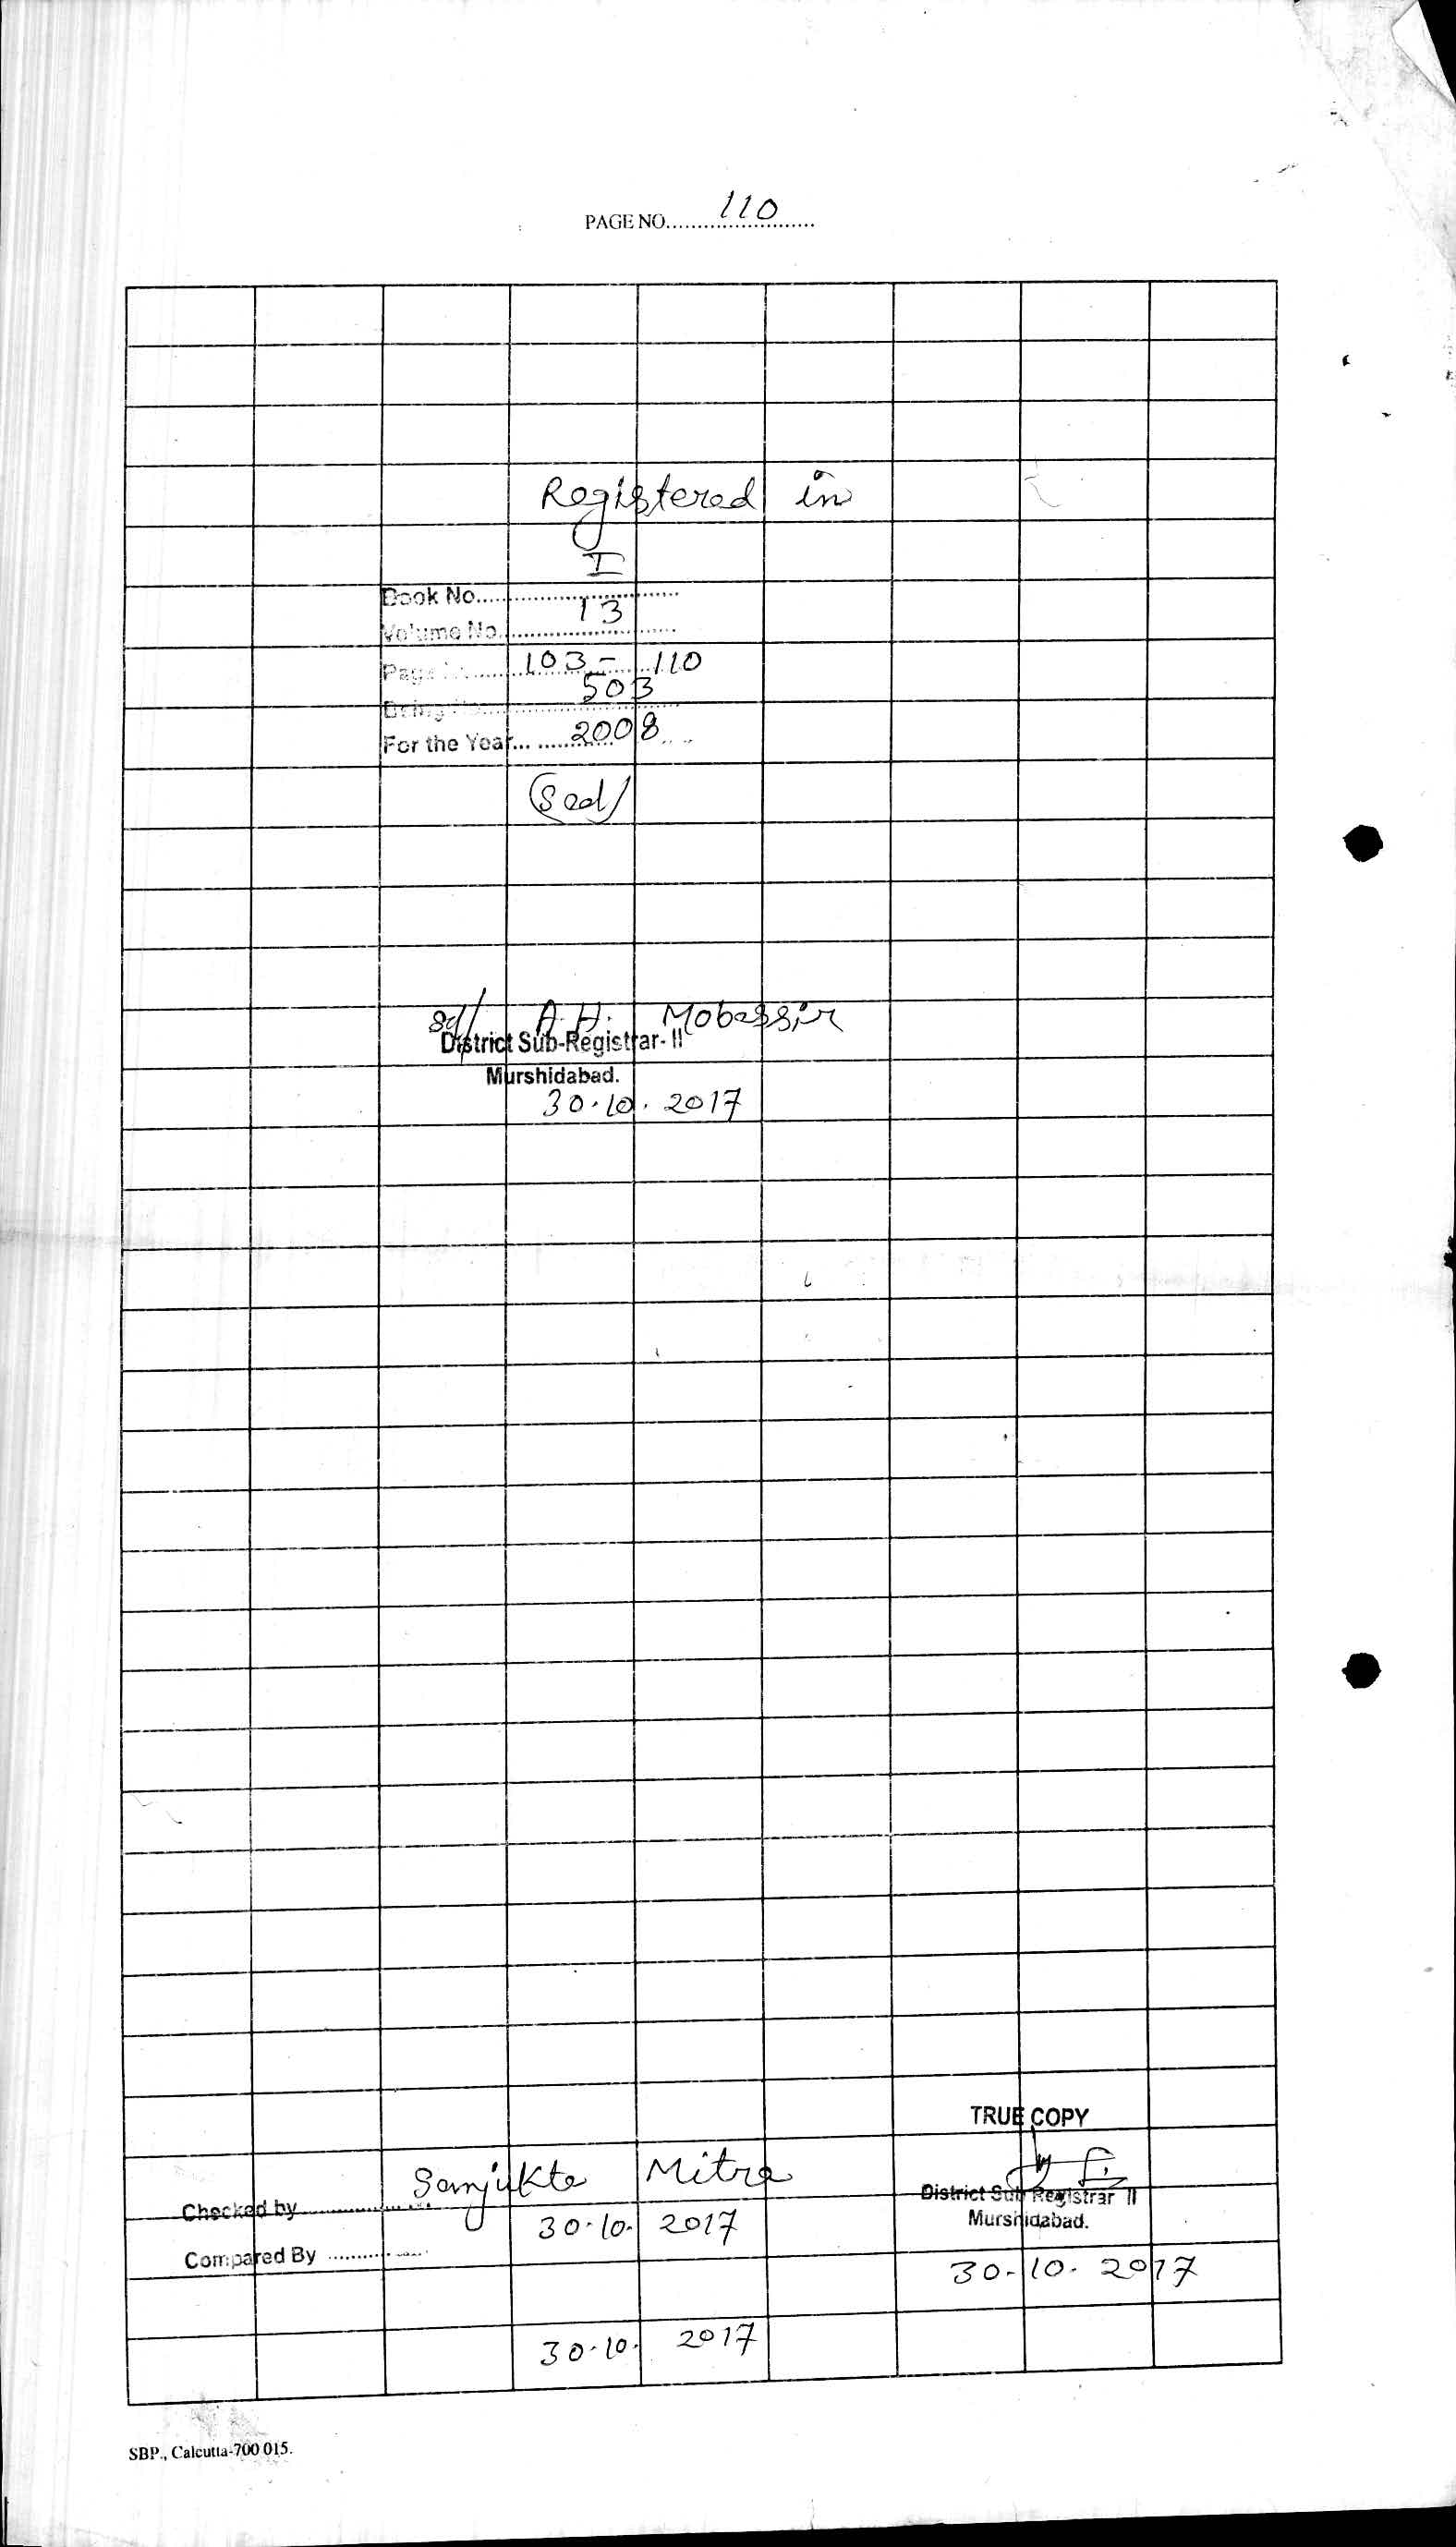 PAGE NO. 110
Registered in
Book No. I
Volume No. 13
Page No. 103 - 110
Being No. 503
For the Year 2008
(Seal)
sd/ A. H. Mobassir
District Sub-Registrar- II
Murshidabad.
30.10.2017
TRUE COPY
Checked by Sanjukta Mitra
30.10.2017
District Sub Registrar II
Murshidabad.
Compared By
30-10-2017
30.10.2017
SBP., Calcutta-700 015.